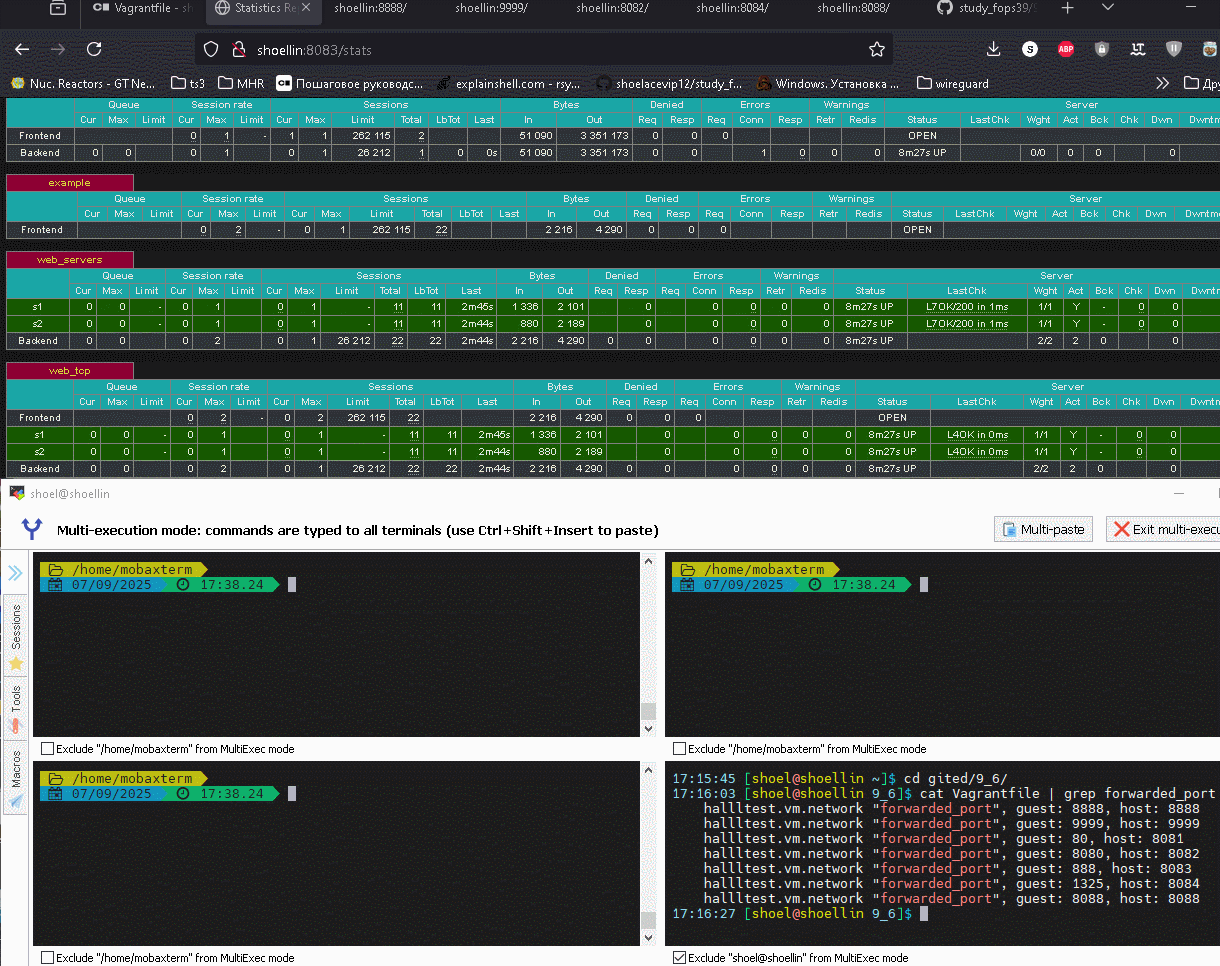 Vagrantfile - sh
Statistics Re
shoellin:8888/
shoellin:9999/
shoellin:8082/
shoellin:8084/
shoellin:8088/
study_fops39/9
shoellin:8083/stats
S
ABP
Nuc. Reactors - GT Ne...
ts3
MHR
Пошаговое руководс...
explainshell.com - rsy...
shoelacevip12/study_f...
Windows. Установка ...
wireguard
Дру
Queue Session rate Sessions Bytes Denied Errors Warnings Server
Cur Max Limit Cur Max Limit Cur Max Limit Total LbTot Last In Out Req Resp Req Conn Resp Retr Redis Status LastChk Wght Act Bck Chk Dwn Dwntm
Frontend 0 1 - 1 1 262 115 2 51 090 3 351 173 0 0 0 OPEN
Backend 0 0 0 1 0 1 26 212 1 0 0s 51 090 3 351 173 0 0 1 0 0 0 8m27s UP 0/0 0 0 0
example
Queue Session rate Sessions Bytes Denied Errors Warnings Server
Cur Max Limit Cur Max Limit Cur Max Limit Total LbTot Last In Out Req Resp Req Conn Resp Retr Redis Status LastChk Wght Act Bck Chk Dwn Dwntm
Frontend 0 2 - 0 1 262 115 22 2 216 4 290 0 0 0 OPEN
web_servers
Queue Session rate Sessions Bytes Denied Errors Warnings Server
Cur Max Limit Cur Max Limit Cur Max Limit Total LbTot Last In Out Req Resp Req Conn Resp Retr Redis Status LastChk Wght Act Bck Chk Dwn Dwntm
s1 0 0 - 0 1 0 1 - 11 11 2m45s 1 336 2 101 0 0 0 0 0 8m27s UP L7OK/200 in 1ms 1/1 Y - 0 0
s2 0 0 - 0 1 0 1 - 11 11 2m44s 880 2 189 0 0 0 0 0 8m27s UP L7OK/200 in 1ms 1/1 Y - 0 0
Backend 0 0 0 2 0 1 26 212 22 22 2m44s 2 216 4 290 0 0 0 0 0 0 8m27s UP 2/2 2 0 0
web_tcp
Queue Session rate Sessions Bytes Denied Errors Warnings Server
Cur Max Limit Cur Max Limit Cur Max Limit Total LbTot Last In Out Req Resp Req Conn Resp Retr Redis Status LastChk Wght Act Bck Chk Dwn Dwntm
Frontend 0 2 - 0 2 262 115 22 2 216 4 290 0 0 0 OPEN
s1 0 0 - 0 1 0 1 - 11 11 2m45s 1 336 2 101 0 0 0 0 0 8m27s UP L4OK in 0ms 1/1 Y - 0 0
s2 0 0 - 0 1 0 1 - 11 11 2m44s 880 2 189 0 0 0 0 0 8m27s UP L4OK in 0ms 1/1 Y - 0 0
Backend 0 0 0 2 0 1 26 212 22 22 2m44s 2 216 4 290 0 0 0 0 0 0 8m27s UP 2/2 2 0 0
shoel@shoellin
Multi-execution mode: commands are typed to all terminals (use Ctrl+Shift+Insert to paste)
Multi-paste
Exit multi-execu
Sessions
Tools
Macros
/home/mobaxterm
07/09/2025 17:38.24
Exclude "/home/mobaxterm" from MultiExec mode
/home/mobaxterm
07/09/2025 17:38.24
Exclude "/home/mobaxterm" from MultiExec mode
/home/mobaxterm
07/09/2025 17:38.24
Exclude "/home/mobaxterm" from MultiExec mode
17:15:45 [shoel@shoellin ~]$ cd gited/9_6/
17:16:03 [shoel@shoellin 9_6]$ cat Vagrantfile | grep forwarded_port
hallltest.vm.network "forwarded_port", guest: 8888, host: 8888
hallltest.vm.network "forwarded_port", guest: 9999, host: 9999
hallltest.vm.network "forwarded_port", guest: 80, host: 8081
hallltest.vm.network "forwarded_port", guest: 8080, host: 8082
hallltest.vm.network "forwarded_port", guest: 888, host: 8083
hallltest.vm.network "forwarded_port", guest: 1325, host: 8084
hallltest.vm.network "forwarded_port", guest: 8088, host: 8088
17:16:27 [shoel@shoellin 9_6]$
Exclude "shoel@shoellin" from MultiExec mode